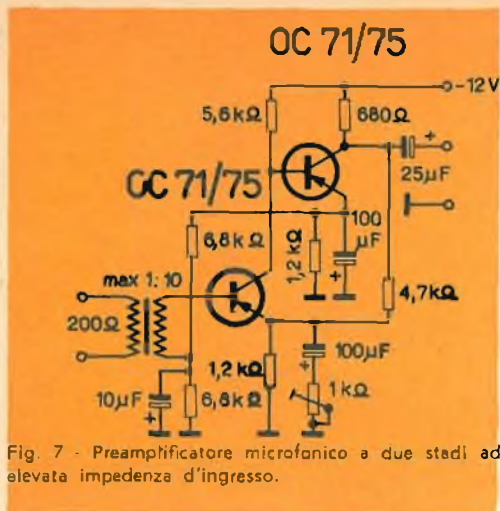 OC 71/75
-12V
5,6kΩ
680Ω
+
25µF
OC 71/75
100
µF
+
6,8kΩ
1,2kΩ
4,7kΩ
max 1:10
200Ω
100µF
+
1,2kΩ
1kΩ
10µF
+
6,8kΩ
Fig. 7 - Preamplificatore microfonico a due stadi ad
elevata impedenza d'ingresso.